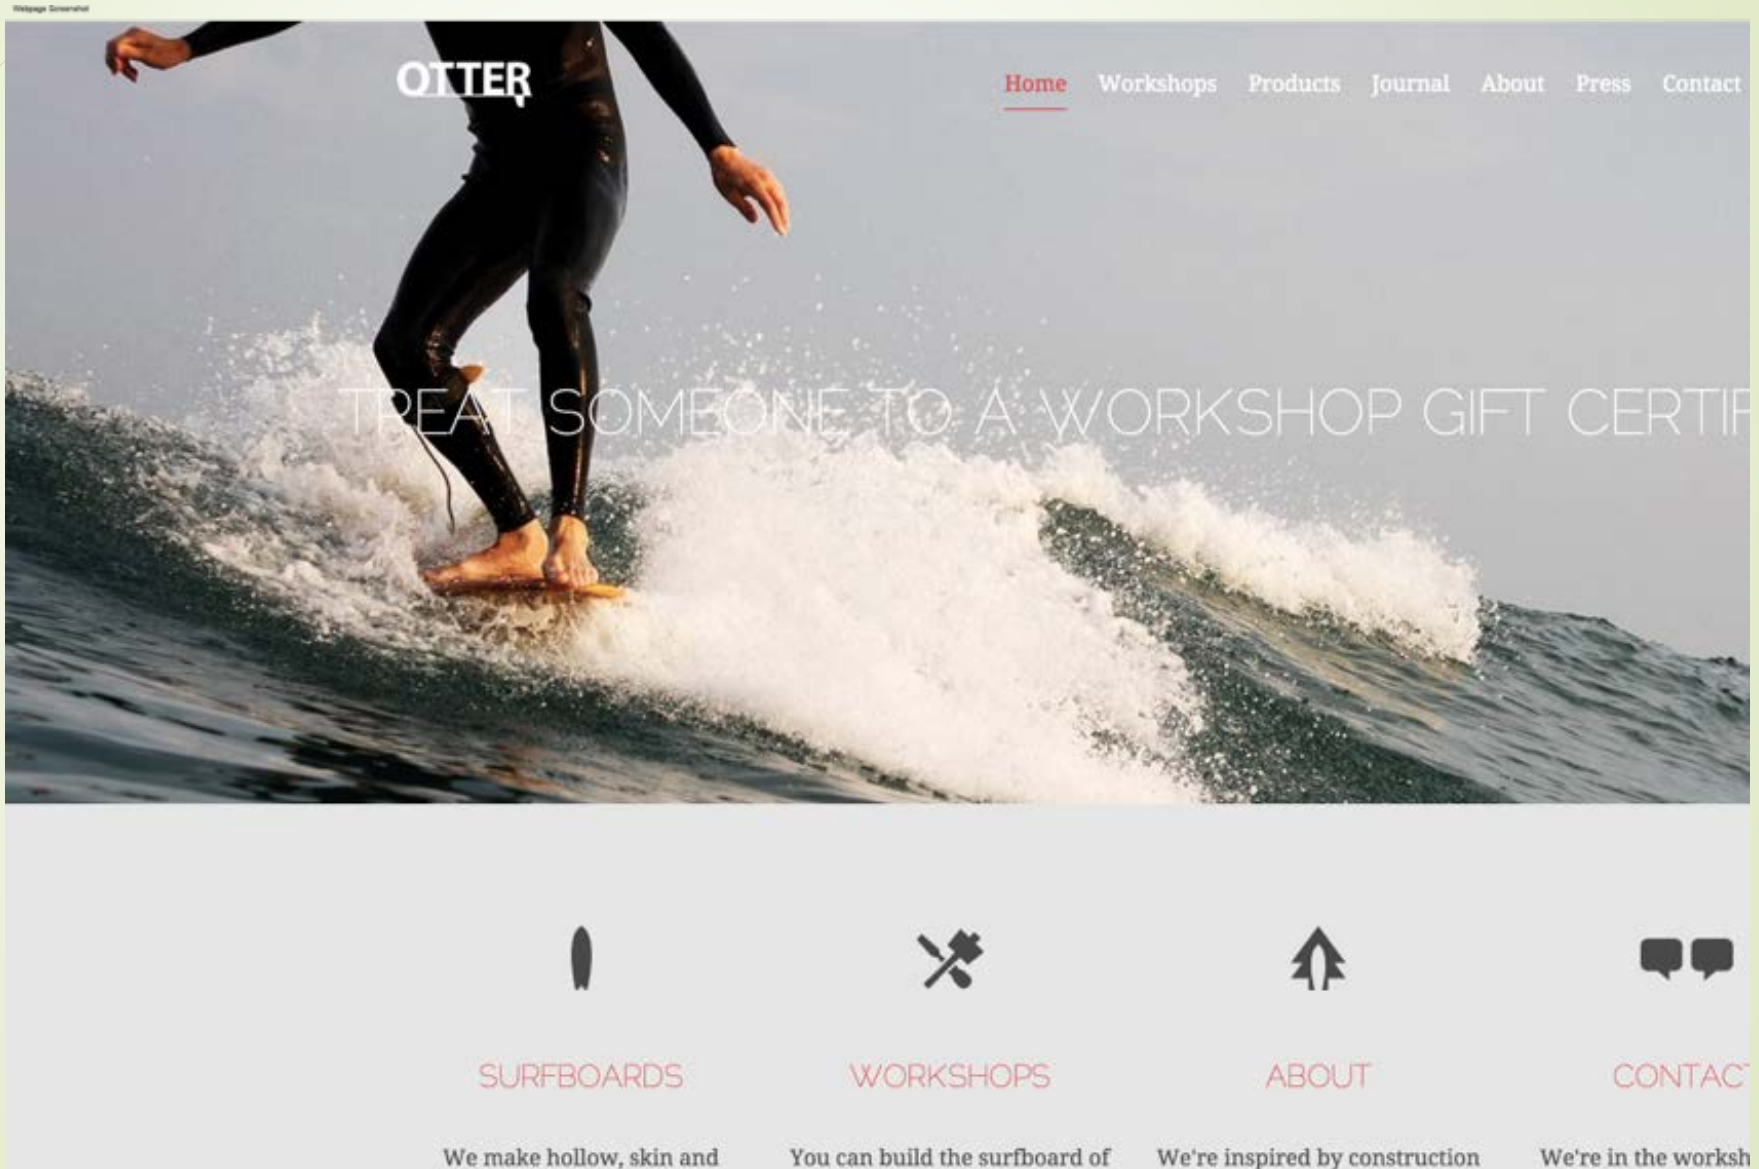 Webpage Screenshot
OTTER
Home Workshops Products Journal About Press Contact
TREAT SOMEONE TO A WORKSHOP GIFT CERTIF
SURFBOARDS WORKSHOPS ABOUT CONTACT
We make hollow, skin and You can build the surfboard of We're inspired by construction We're in the worksh